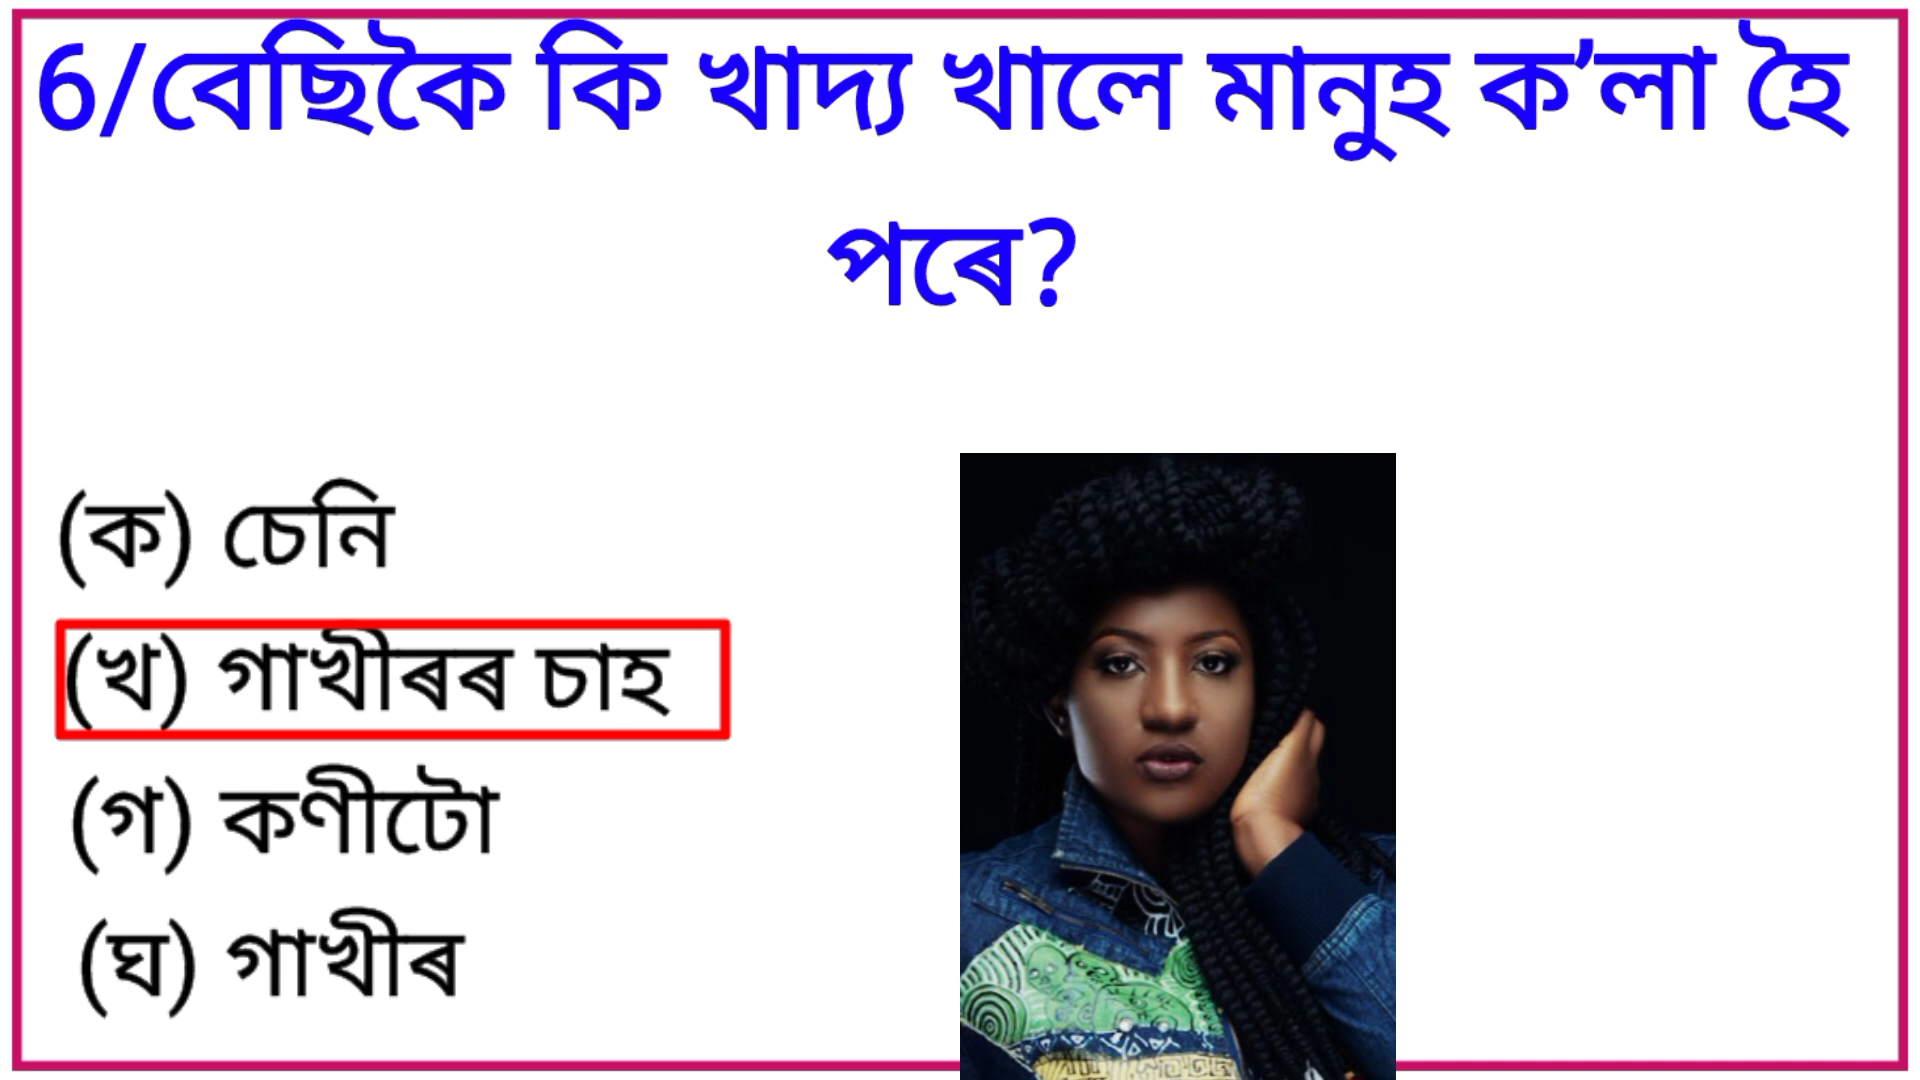 6/বেছিকৈ কি খাদ্য খালে মানুহ ক’লা হৈ
পৰে?
(ক) চেনি
(খ) গাখীৰৰ চাহ
(গ) কণীটো
(ঘ) গাখীৰ